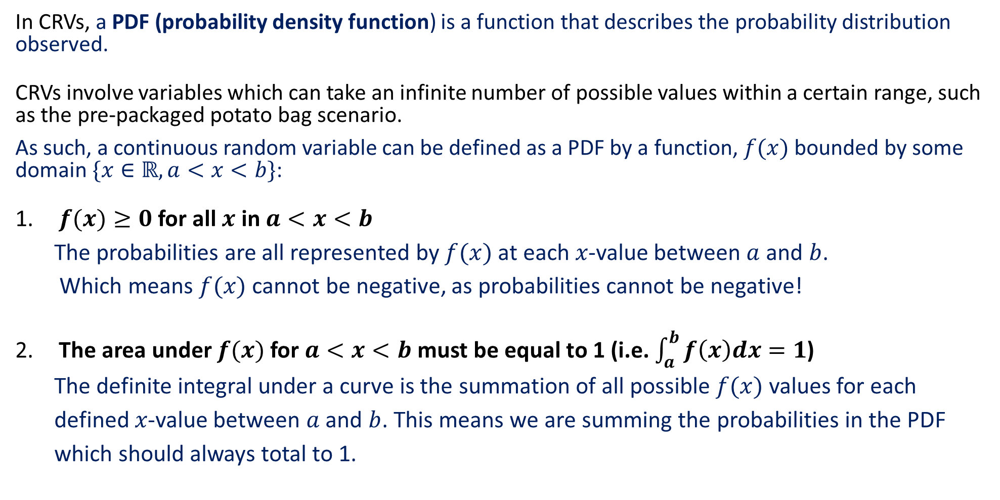 In CRVs, a PDF (probability density function) is a function that describes the probability distribution
observed.
CRVs involve variables which can take an infinite number of possible values within a certain range, such
as the pre-packaged potato bag scenario.
As such, a continuous random variable can be defined as a PDF by a function, f(x) bounded by some
domain {x ∈ ℝ, a < x < b}:
1. f(x) ≥ 0 for all x in a < x < b
The probabilities are all represented by f(x) at each x-value between a and b.
Which means f(x) cannot be negative, as probabilities cannot be negative!
2. The area under f(x) for a < x < b must be equal to 1 (i.e. ∫_a^b f(x)dx = 1)
The definite integral under a curve is the summation of all possible f(x) values for each
defined x-value between a and b. This means we are summing the probabilities in the PDF
which should always total to 1.